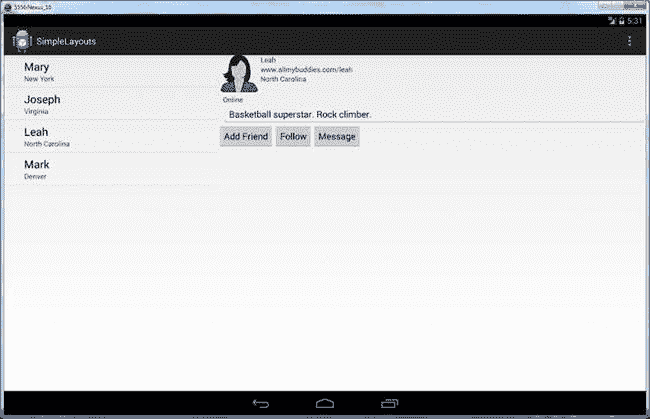 5556:Nexus_10
5:31
SimpleLayouts
Mary
New York
Joseph
Virginia
Leah
North Carolina
Mark
Denver
Leah
www.allmybuddies.com/leah
North Carolina
Online
Basketball superstar. Rock climber.
Add Friend
Follow
Message